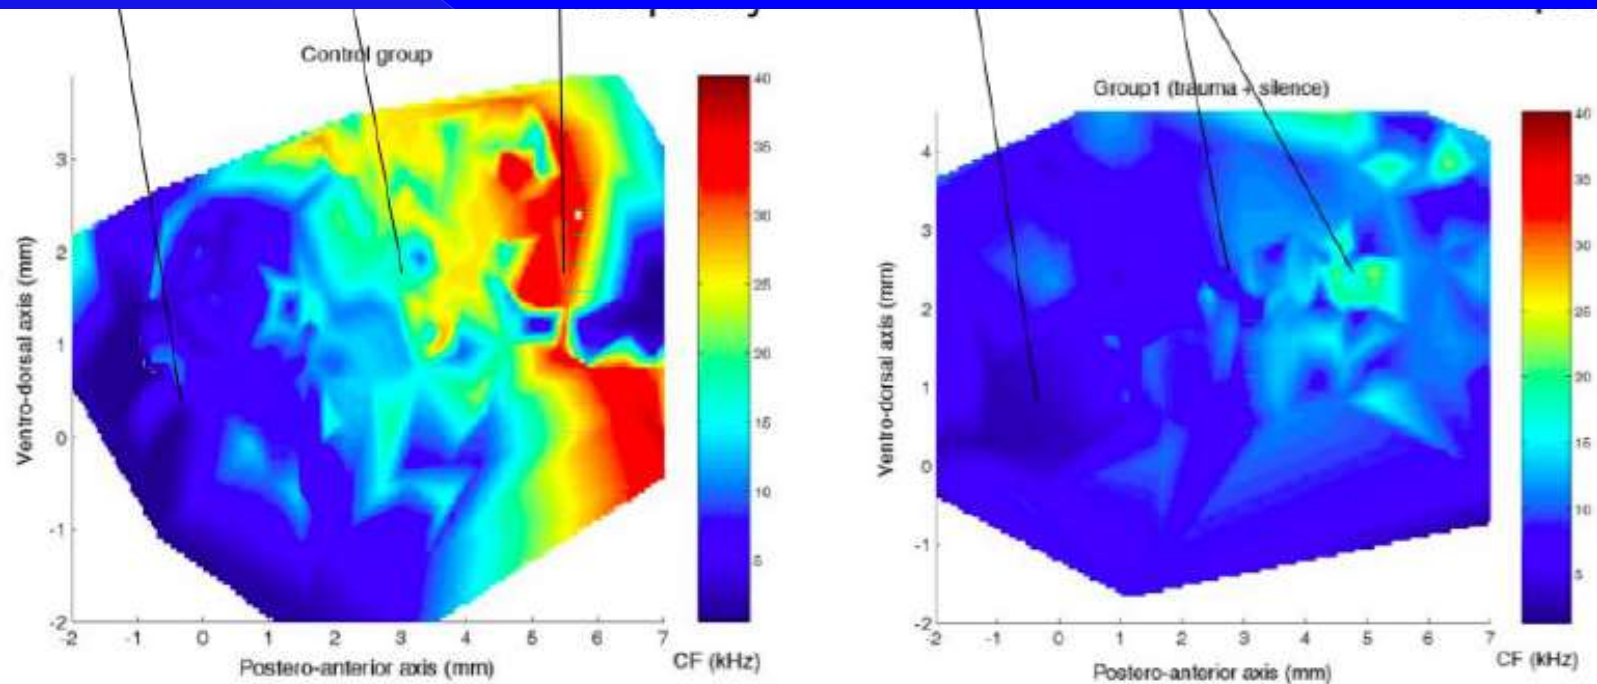 Control group
40
35
30
25
20
15
10
5
3
2
1
0
-1
-2
Ventro-dorsal axis (mm)
-2 -1 0 1 2 3 4 5 6 7
Postero-anterior axis (mm)
CF (kHz)
Group1 (trauma + silence)
40
35
30
25
20
15
10
5
4
3
2
1
0
-1
-2
Ventro-dorsal axis (mm)
-2 -1 0 1 2 3 4 5 6 7
Postero-anterior axis (mm)
CF (kHz)